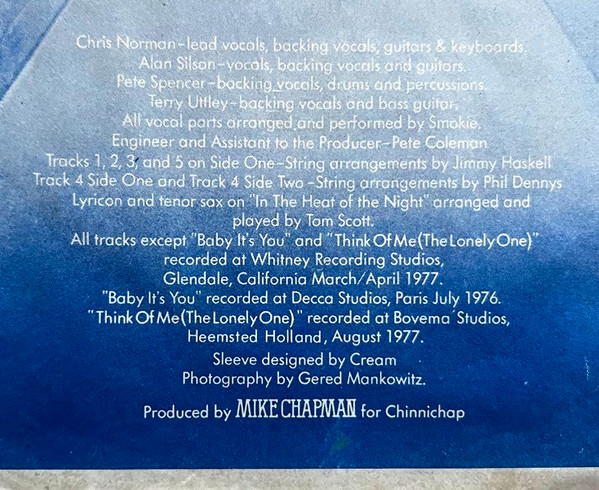 Chris Norman–lead vocals, backing vocals, guitars & keyboards.
Alan Silson–vocals, backing vocals and guitars.
Pete Spencer–backing vocals, drums and percussions.
Terry Uttley–backing vocals and bass guitar.
All vocal parts arranged and performed by Smokie.
Engineer and Assistant to the Producer–Pete Coleman
Tracks 1, 2, 3, and 5 on Side One–String arrangements by Jimmy Haskell
Track 4 Side One and Track 4 Side Two–String arrangements by Phil Dennys
Lyricon and tenor sax on "In The Heat of the Night" arranged and
played by Tom Scott.
All tracks except "Baby It's You" and "Think Of Me (The Lonely One)"
recorded at Whitney Recording Studios,
Glendale, California March/April 1977.
"Baby It's You" recorded at Decca Studios, Paris July 1976.
"Think Of Me (The Lonely One)" recorded at Bovema Studios,
Heemsted Holland, August 1977.
Sleeve designed by Cream
Photography by Gered Mankowitz.
Produced by MIKE CHAPMAN for Chinnichap